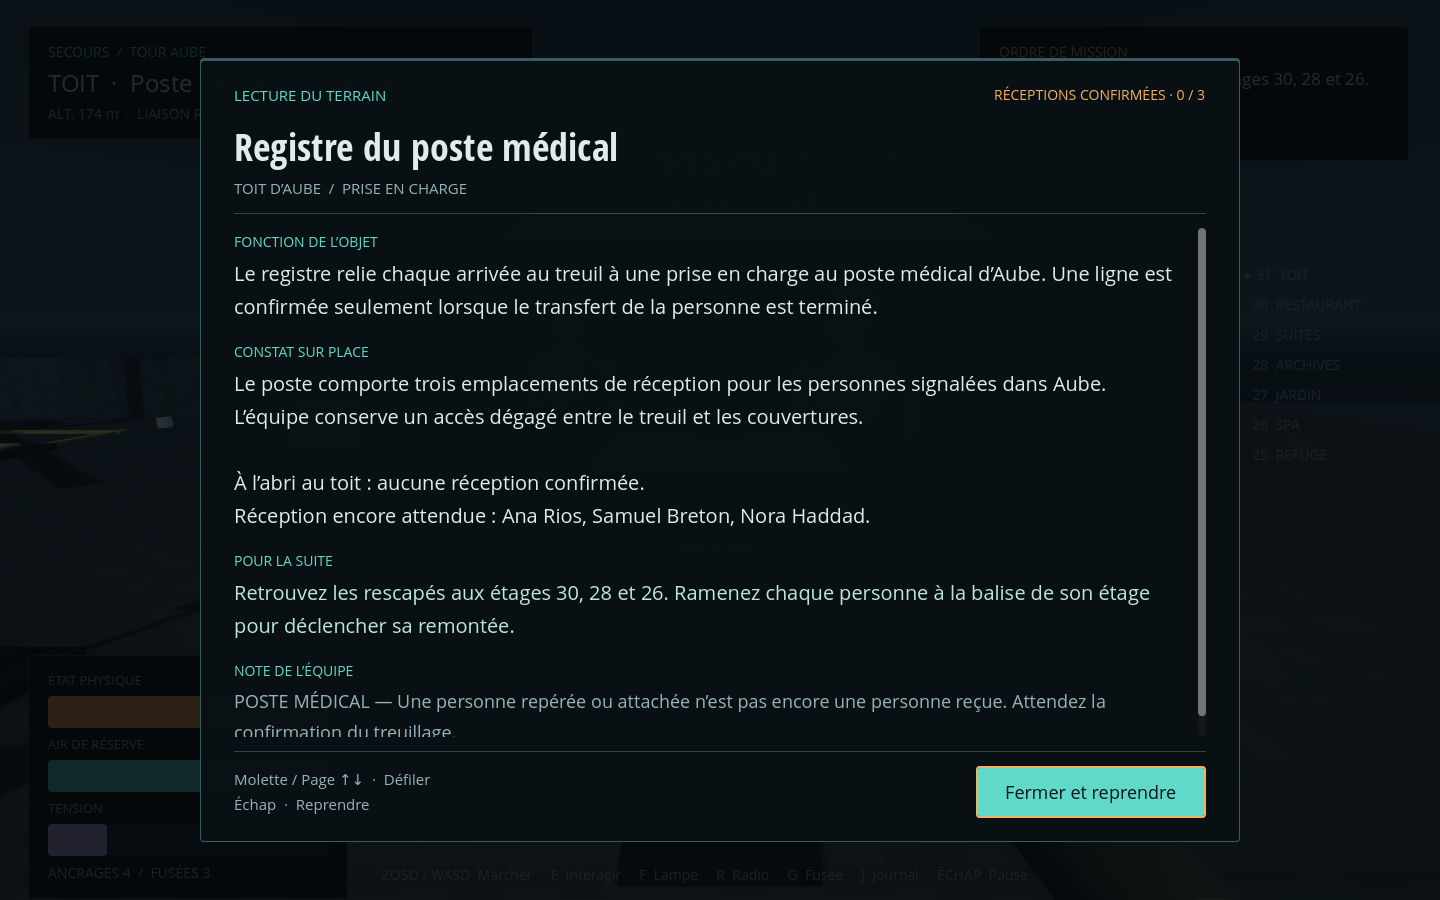 SECOURS / TOUR AUBE
TOIT · Poste
ALT. 174 m · LIAISON R
ORDRE DE MISSION
ges 30, 28 et 26.
LECTURE DU TERRAIN
RÉCEPTIONS CONFIRMÉES · 0 / 3
Registre du poste médical
TOIT D’AUBE / PRISE EN CHARGE
FONCTION DE L’OBJET
Le registre relie chaque arrivée au treuil à une prise en charge au poste médical d’Aube. Une ligne est
confirmée seulement lorsque le transfert de la personne est terminé.
CONSTAT SUR PLACE
Le poste comporte trois emplacements de réception pour les personnes signalées dans Aube.
L’équipe conserve un accès dégagé entre le treuil et les couvertures.
À l’abri au toit : aucune réception confirmée.
Réception encore attendue : Ana Rios, Samuel Breton, Nora Haddad.
POUR LA SUITE
Retrouvez les rescapés aux étages 30, 28 et 26. Ramenez chaque personne à la balise de son étage
pour déclencher sa remontée.
NOTE DE L’ÉQUIPE
POSTE MÉDICAL — Une personne repérée ou attachée n’est pas encore une personne reçue. Attendez la
confirmation du treuillage.
Molette / Page ↑↓ · Défiler
Échap · Reprendre
Fermer et reprendre
▸ 31 TOIT
30 RESTAURANT
29 SUITES
28 ARCHIVES
27 JARDIN
26 SPA
25 REFUGE
ÉTAT PHYSIQUE
AIR DE RÉSERVE
TENSION
ANCRAGES 4 / FUSÉES 3
ZQSD / WASD Marcher E Interagir F Lampe R Radio G Fusée J Journal ÉCHAP Pause